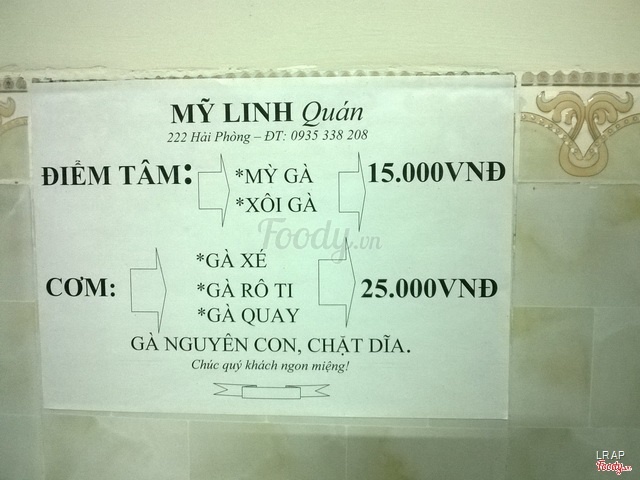 MỸ LINH Quán
222 Hải Phòng – ĐT: 0935 338 208
ĐIỂM TÂM:
*MỲ GÀ
*XÔI GÀ
15.000VNĐ
Foody.vn
CƠM:
*GÀ XÉ
*GÀ RÔ TI
*GÀ QUAY
25.000VNĐ
GÀ NGUYÊN CON, CHẶT DĨA.
Chúc quý khách ngon miệng!
LRAP
Foody.vn